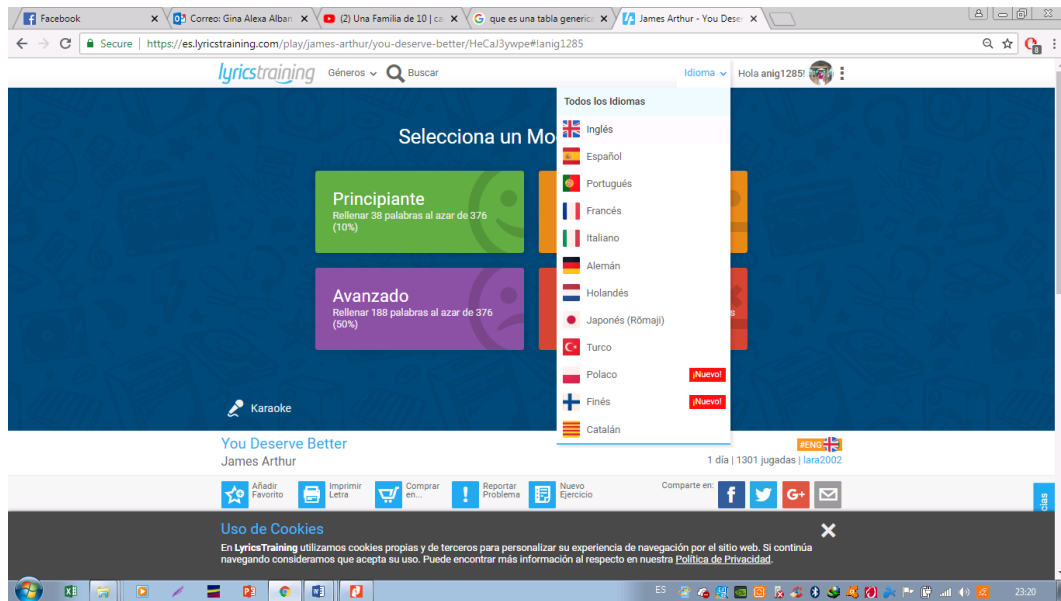 Facebook
Correo: Gina Alexa Alban
(2) Una Familia de 10 | ca
que es una tabla generica
James Arthur - You Dese
Secure | https://es.lyricstraining.com/play/james-arthur/you-deserve-better/HeCaJ3ywpe#!anig1285
lyricstraining Géneros Buscar Idioma Hola anig1285!
Todos los Idiomas
Inglés
Español
Portugués
Francés
Italiano
Alemán
Holandés
Japonés (Rōmaji)
Turco
Polaco ¡Nuevo!
Finés ¡Nuevo!
Catalán
Selecciona un Mo
Principiante
Rellenar 38 palabras al azar de 376
(10%)
Avanzado
Rellenar 188 palabras al azar de 376
(50%)
s
Karaoke
You Deserve Better
James Arthur
#ENG
1 día | 1301 jugadas | lara2002
Añadir
Favorito
Imprimir
Letra
Comprar
en...
Reportar
Problema
Nuevo
Ejercicio
Comparte en:
f
G+
cias
Uso de Cookies
En LyricsTraining utilizamos cookies propias y de terceros para personalizar su experiencia de navegación por el sitio web. Si continúa
navegando consideramos que acepta su uso. Puede encontrar más información al respecto en nuestra Política de Privacidad.
ES
23:20